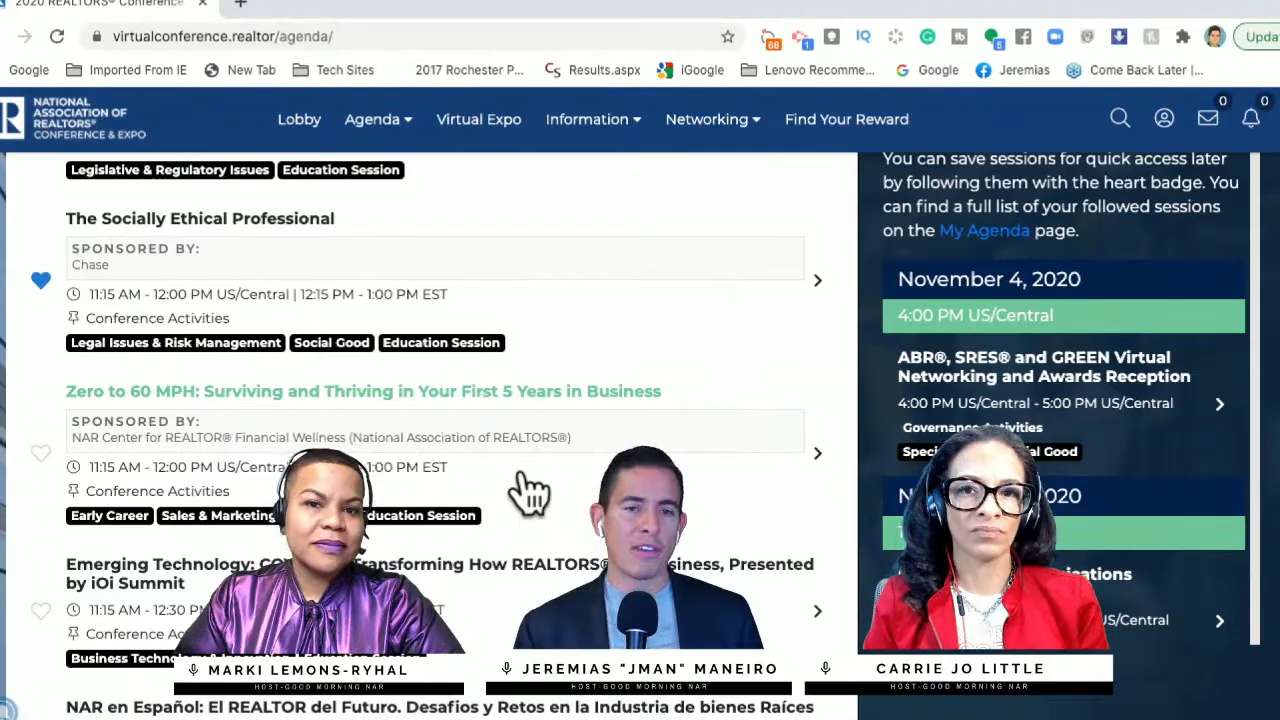 2020 REALTORS® Conference
virtualconference.realtor/agenda/
88
1
IQ
5
Updat
Google
Imported From IE
New Tab
Tech Sites
2017 Rochester P...
Results.aspx
iGoogle
Lenovo Recomme...
Google
Jeremias
Come Back Later |...
NATIONAL
ASSOCIATION OF
REALTORS®
CONFERENCE & EXPO
Lobby
Agenda
Virtual Expo
Information
Networking
Find Your Reward
0
0
Legislative & Regulatory Issues
Education Session
The Socially Ethical Professional
SPONSORED BY:
Chase
11:15 AM - 12:00 PM US/Central | 12:15 PM - 1:00 PM EST
Conference Activities
Legal Issues & Risk Management
Social Good
Education Session
Zero to 60 MPH: Surviving and Thriving in Your First 5 Years in Business
SPONSORED BY:
NAR Center for REALTOR® Financial Wellness (National Association of REALTORS®)
11:15 AM - 12:00 PM US/Central
1:00 PM EST
Conference Activities
Early Career
Sales & Marketing
Education Session
Emerging Technology:
Transforming How REALTORS®
Presented
by iOi Summit
11:15 AM - 12:30 PM
Conference
Business
NAR en Español: El REALTOR del Futuro. Desafios y Retos en la Industria de bienes Raíces
You can save sessions for quick access later
by following them with the heart badge. You
can find a full list of your followed sessions
on the My Agenda page.
November 4, 2020
4:00 PM US/Central
ABR®, SRES® and GREEN Virtual
Networking and Awards Reception
4:00 PM US/Central - 5:00 PM US/Central
Governance Activities
Good
2020
US/Central
MARKI LEMONS-RYHAL
HOST-GOOD MORNING NAR
JEREMIAS "JMAN" MANEIRO
HOST-GOOD MORNING NAR
CARRIE JO LITTLE
HOST-GOOD MORNING NAR